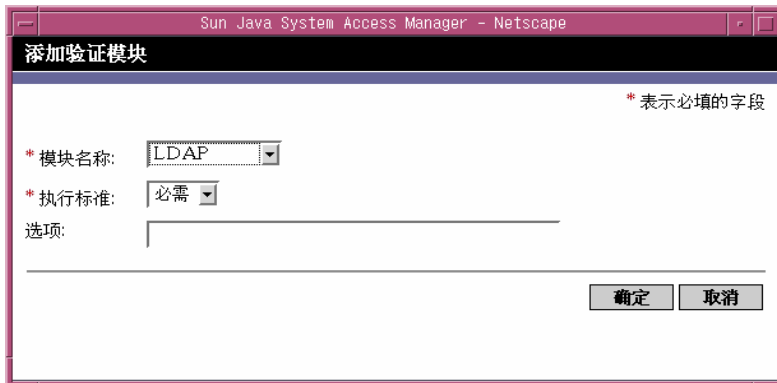 Sun Java System Access Manager - Netscape
添加验证模块
* 表示必填的字段
* 模块名称: LDAP
* 执行标准: 必需
选项:
确定 取消